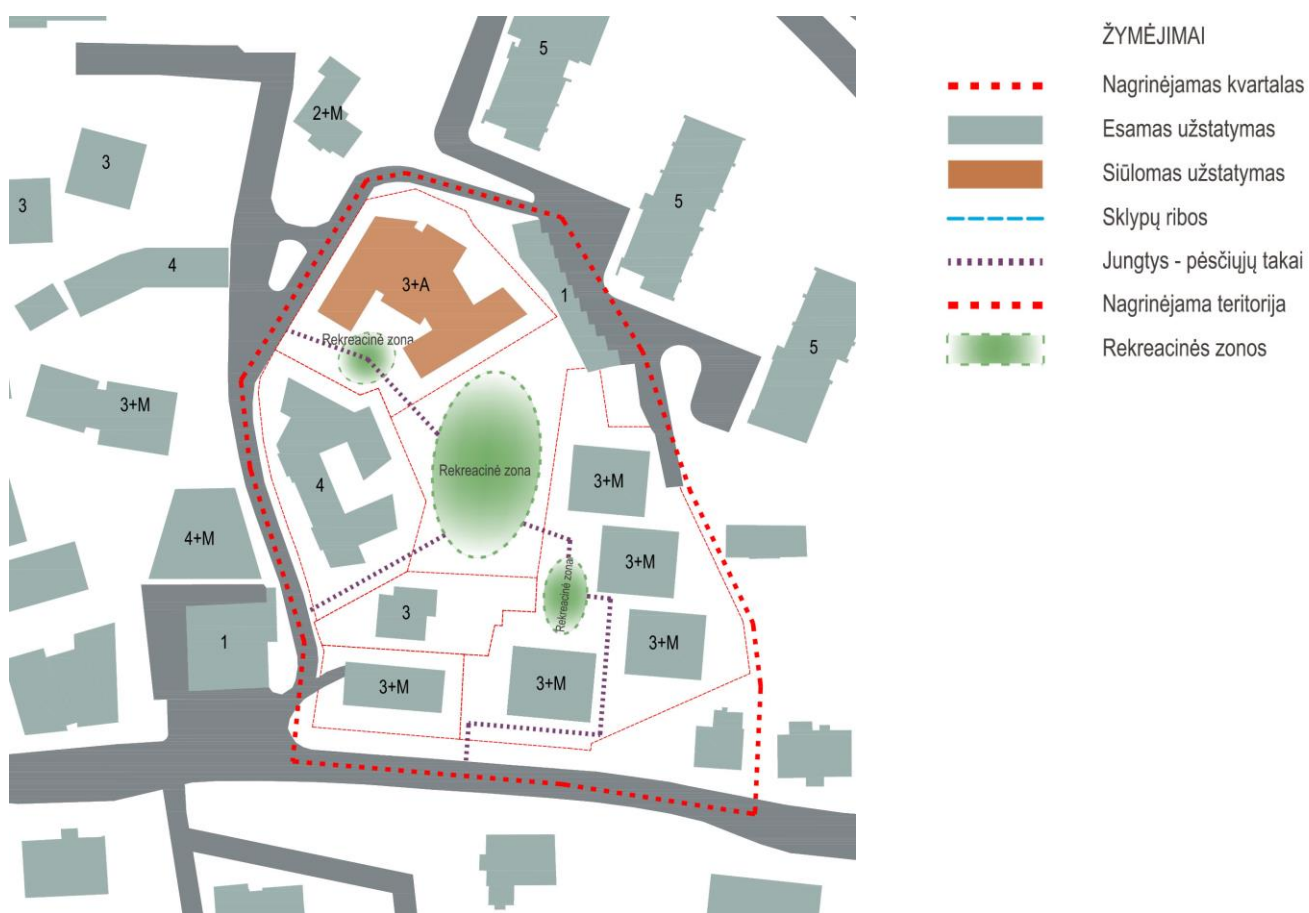 5
2+M
3
3
5
4
3+A
1
Rekreacinė zona
5
3+M
Rekreacinė zona
4
3+M
4+M
3+M
Rekreacinė zona
3
1
3+M
3+M
3+M
ŽYMĖJIMAI
Nagrinėjamas kvartalas
Esamas užstatymas
Siūlomas užstatymas
Sklypų ribos
Jungtys - pėsčiųjų takai
Nagrinėjama teritorija
Rekreacinės zonos